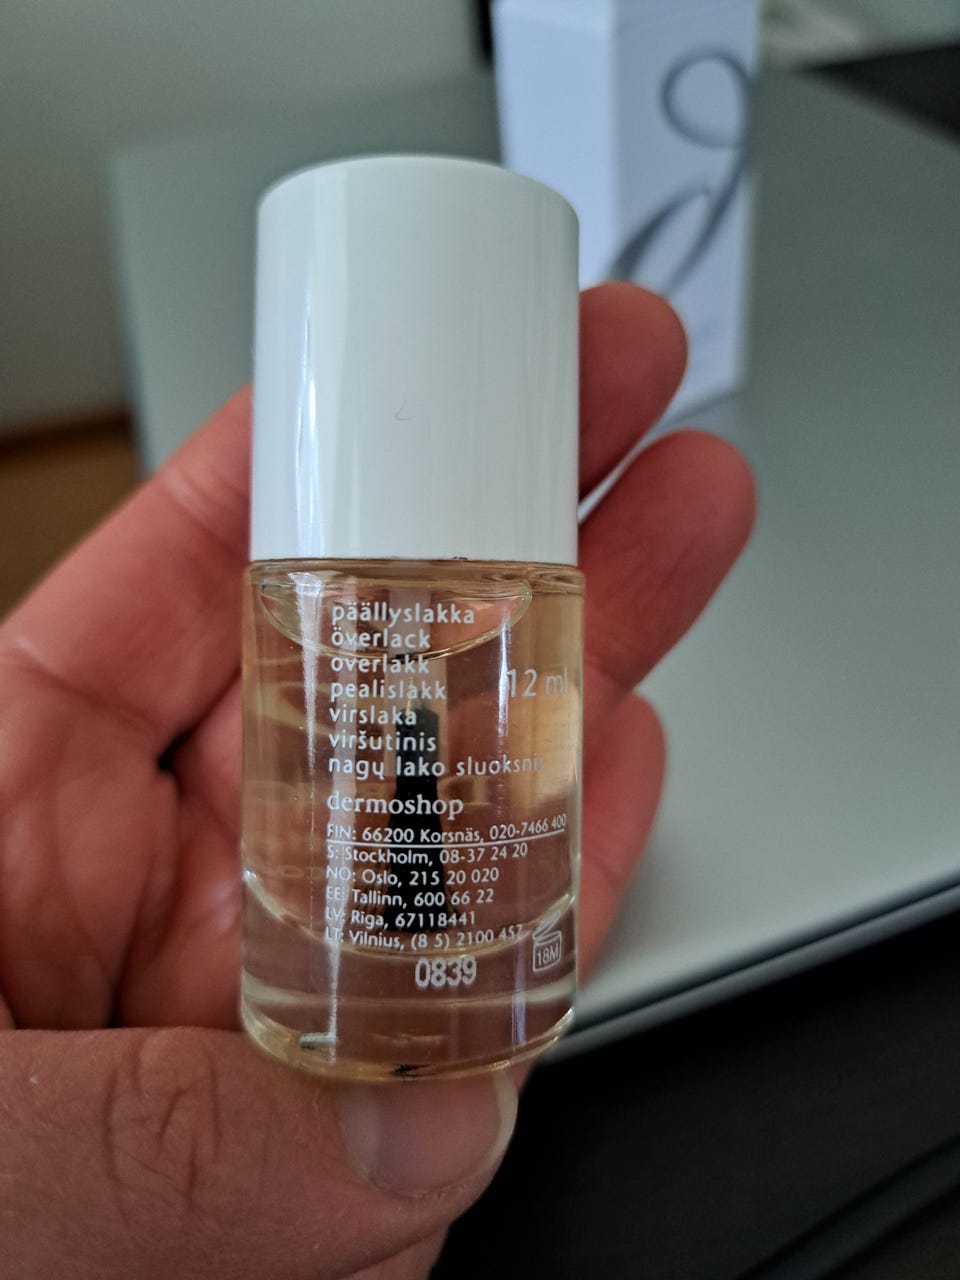 päällyslakka
överlack
overlakk
pealislakk
virslaka
viršutinis
nagų lako sluoksnis
12 ml
dermoshop
FIN: 66200 Korsnäs, 020-7466 400
S: Stockholm, 08-37 24 20
NO: Oslo, 215 20 020
EE: Tallinn, 600 66 22
LV: Riga, 67118441
LT: Vilnius, (8 5) 2100 457
18M
0839